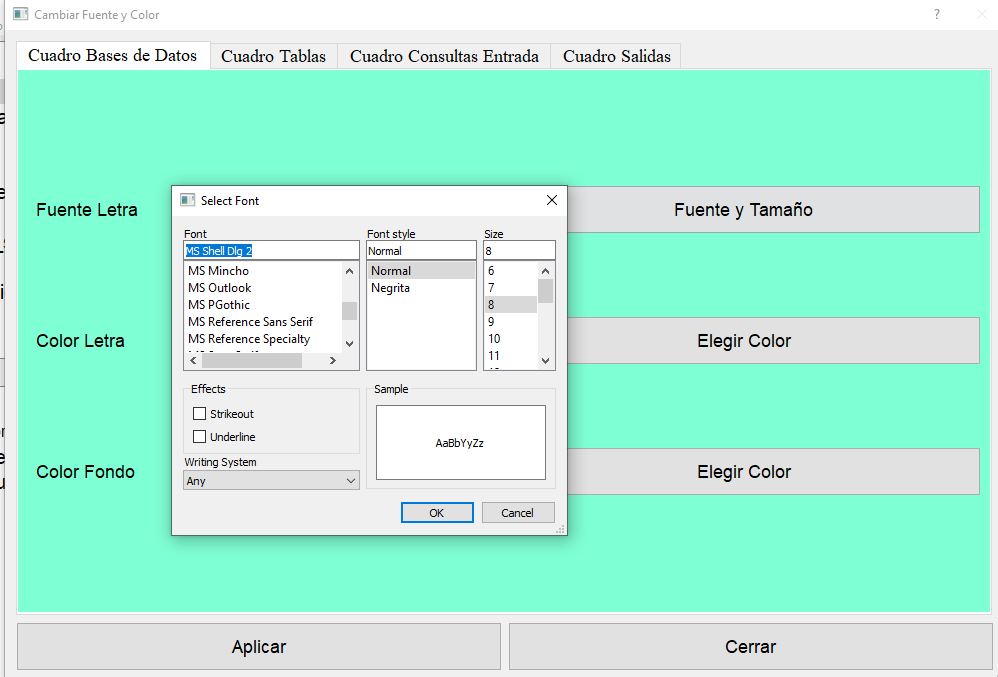 Cambiar Fuente y Color
?
Cuadro Bases de Datos
Cuadro Tablas
Cuadro Consultas Entrada
Cuadro Salidas
Fuente Letra
Fuente y Tamaño
Color Letra
Elegir Color
Color Fondo
Elegir Color
Select Font
Font
Font style
Size
MS Shell Dlg 2
Normal
8
MS Mincho
MS Outlook
MS PGothic
MS Reference Sans Serif
MS Reference Specialty
Normal
Negrita
6
7
8
9
10
11
Effects
Strikeout
Underline
Sample
AaBbYyZz
Writing System
Any
OK
Cancel
Aplicar
Cerrar